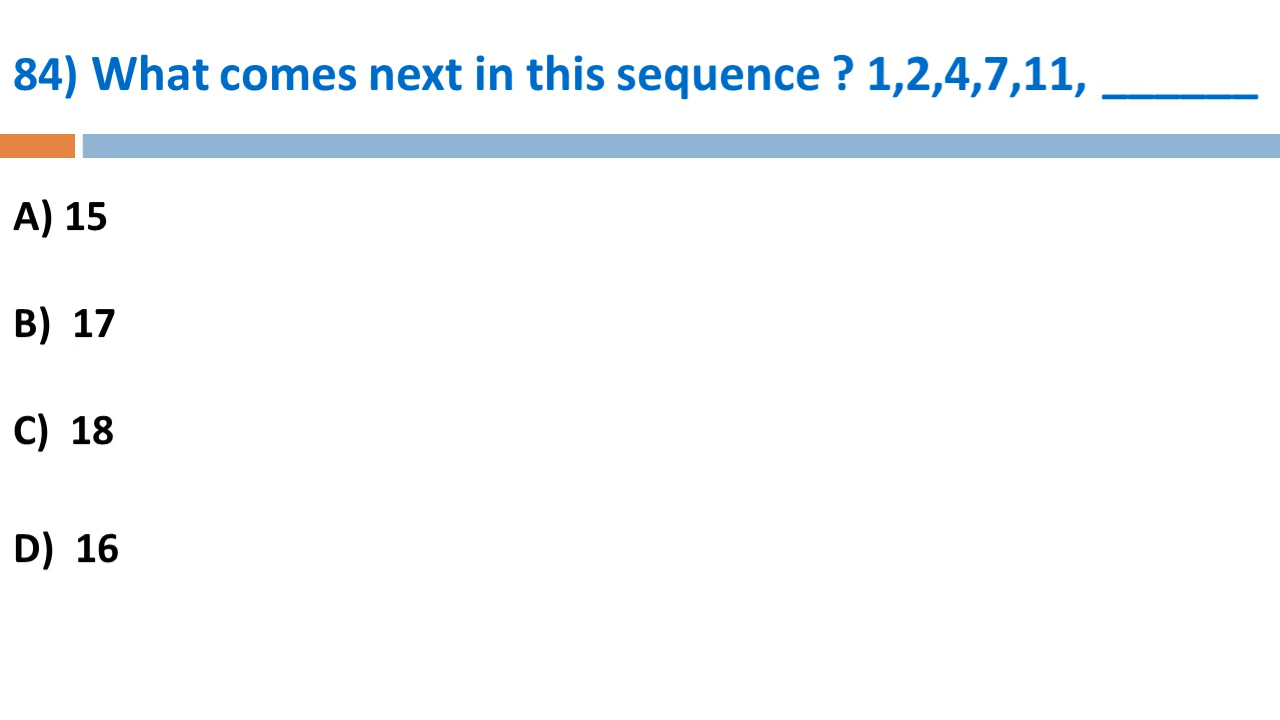 84) What comes next in this sequence ? 1,2,4,7,11, ______
A) 15
B) 17
C) 18
D) 16